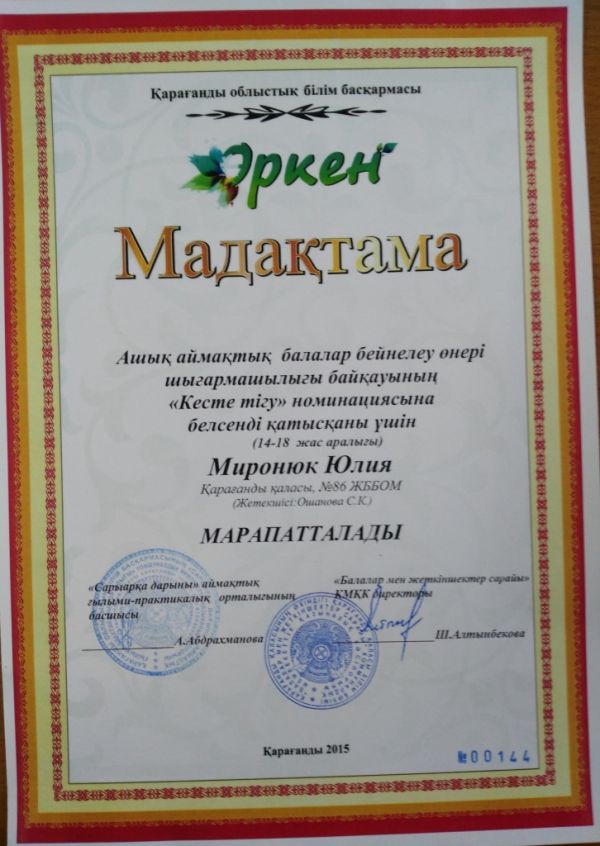 Қарағанды облыстық білім басқармасы
Өркен
Мадақтама
Ашық аймақтық балалар бейнелеу өнері
шығармашылығы байқауының
«Кесте тігу» номинациясына
белсенді қатысқаны үшін
(14-18 жас аралығы)
Миронюк Юлия
Қарағанды қаласы, №86 ЖББОМ
(Жетекшісі:Ошанова С.К.)
МАРАПАТТАЛАДЫ
«Сарыарқа дарыны» аймақтық
ғылыми-практикалық орталығының
басшысы
А.Абдрахманова
«Балалар мен жеткіншектер сарайы»
КМҚК директоры
Ш.Алтынбекова
Қарағанды 2015
№00144